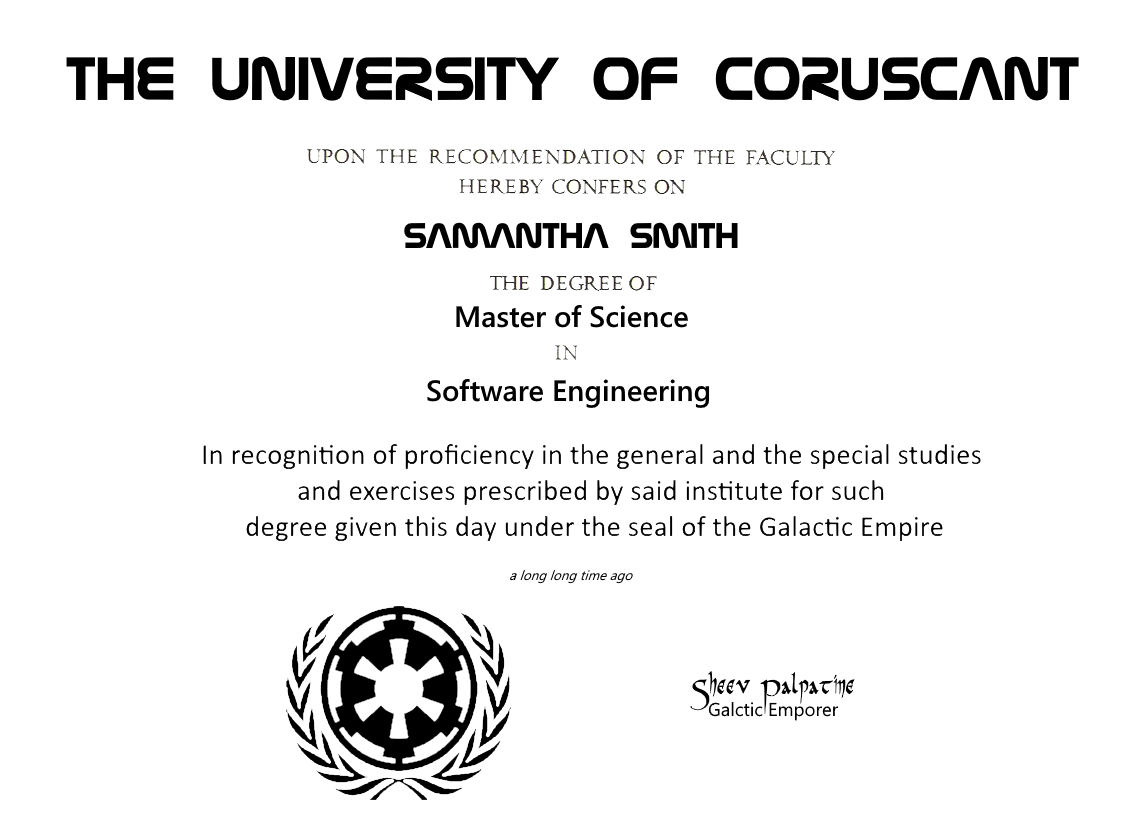 THE UNIVERSITY OF CORUSCANT
UPON THE RECOMMENDATION OF THE FACULTY
HEREBY CONFERS ON
SAMANTHA SMITH
THE DEGREE OF
Master of Science
IN
Software Engineering
In recognition of proficiency in the general and the special studies
and exercises prescribed by said institute for such
degree given this day under the seal of the Galactic Empire
a long long time ago
Sheev Palpatine
Galctic Emporer